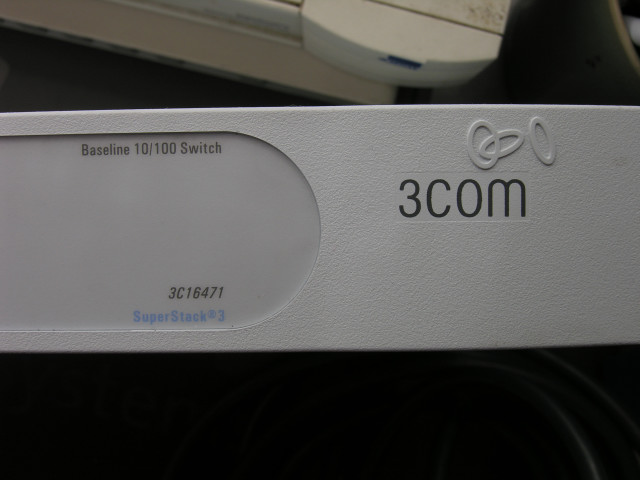 Baseline 10/100 Switch
3COM
3C16471
SuperStack®3